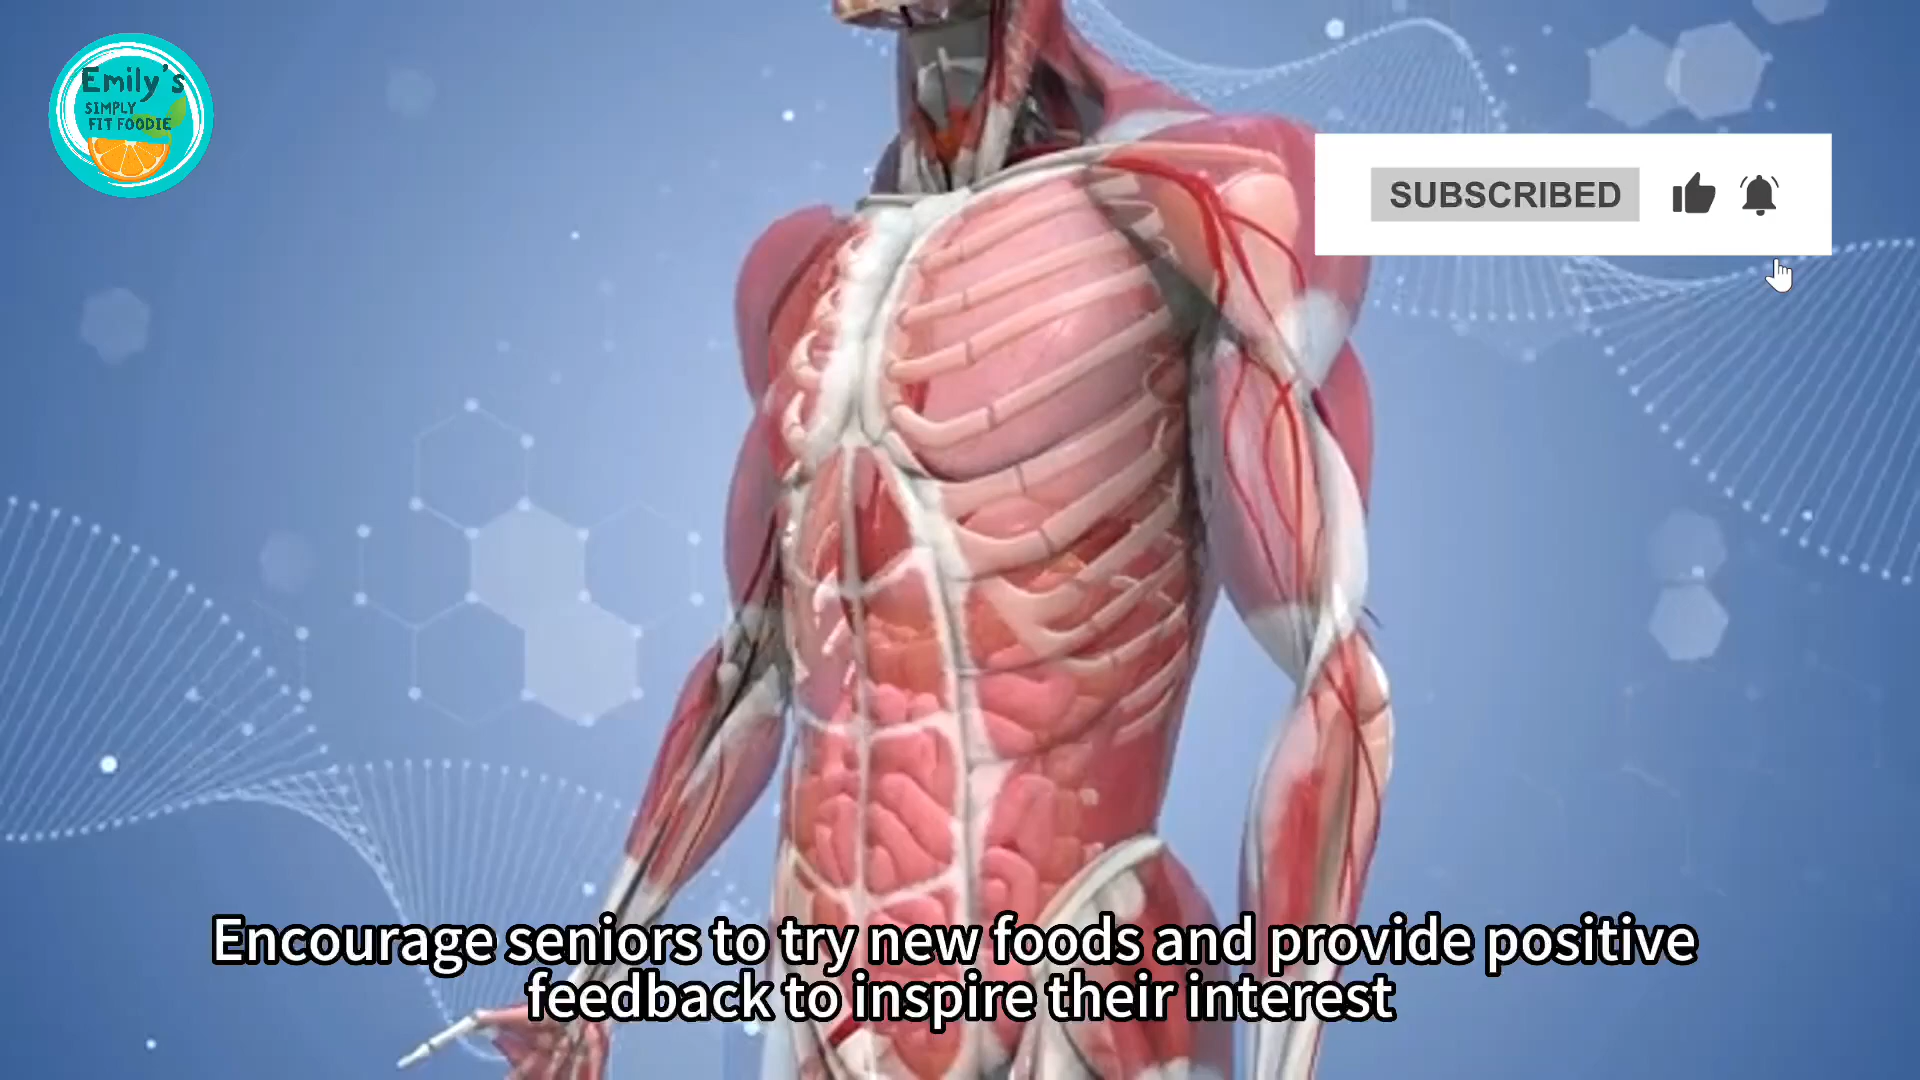 Emily's
SIMPLY
FIT FOODIE
SUBSCRIBED
Encourage seniors to try new foods and provide positive
feedback to inspire their interest